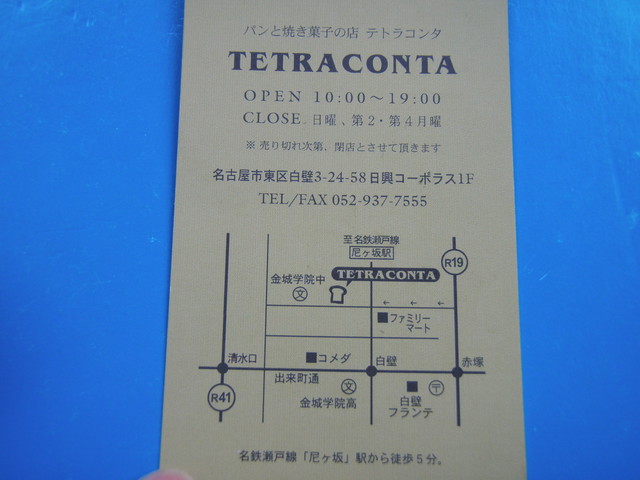 パンと焼き菓子の店 テトラコンタ
TETRACONTA
OPEN 10:00～19:00
CLOSE. 日曜、第2・第4月曜
※ 売り切れ次第、閉店とさせて頂きます
名古屋市東区白壁3-24-58日興コーポラス1F
TEL/FAX 052-937-7555
至名鉄瀬戸線
尼ヶ坂駅
R19
TETRACONTA
金城学院中
文
← ← ←
ファミリー
マート
清水口
コメダ
白壁
赤塚
出来町通
文
〒
R41
金城学院高
白壁
フランテ
名鉄瀬戸線「尼ヶ坂」駅から徒歩5分。